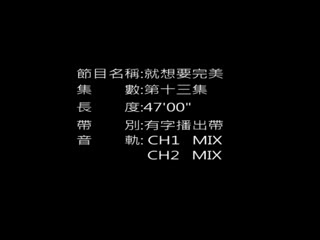 節目名稱:就想要完美
集　　數:第十三集
長　　度:47'00"
帶　　別:有字播出帶
音　　軌: CH1 MIX
CH2 MIX